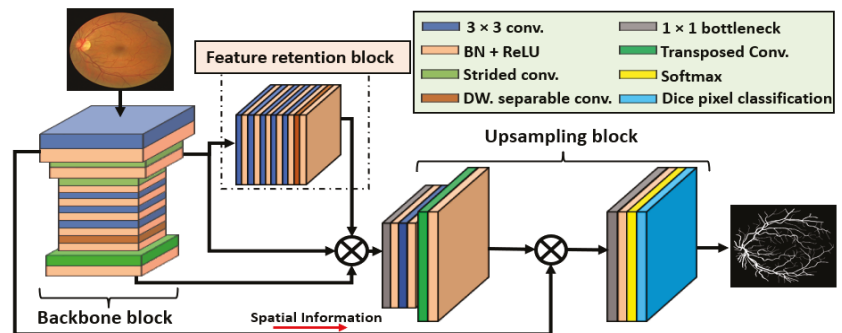 3 × 3 conv.
BN + ReLU
Strided conv.
DW. separable conv.
1 × 1 bottleneck
Transposed Conv.
Softmax
Dice pixel classification
Feature retention block
Upsampling block
Backbone block
Spatial Information